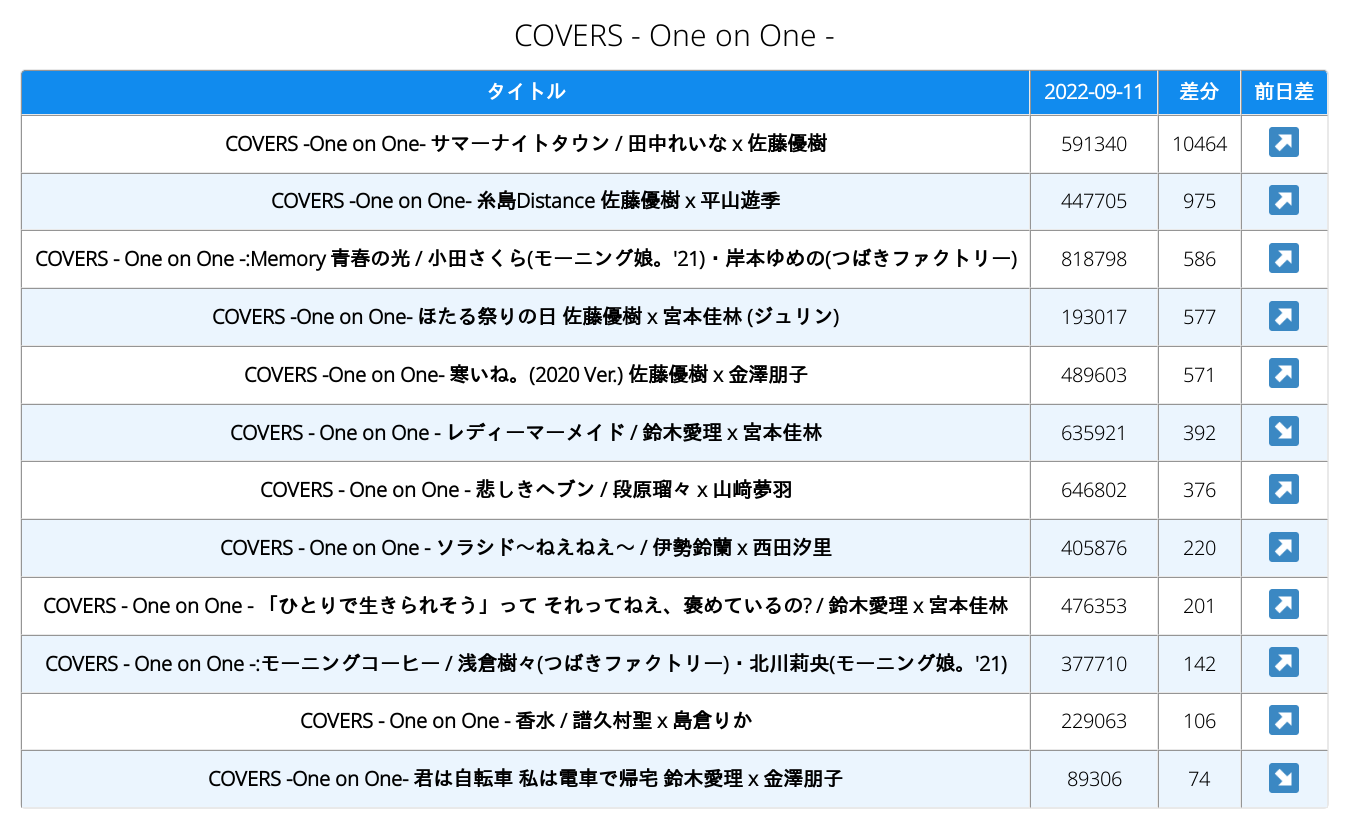 COVERS - One on One -
タイトル 2022-09-11 差分 前日差
COVERS -One on One- サマーナイトタウン / 田中れいな x 佐藤優樹 591340 10464 ↗
COVERS -One on One- 糸島Distance 佐藤優樹 x 平山遊季 447705 975 ↗
COVERS - One on One -:Memory 青春の光 / 小田さくら(モーニング娘。'21)・岸本ゆめの(つばきファクトリー) 818798 586 ↗
COVERS -One on One- ほたる祭りの日 佐藤優樹 x 宮本佳林 (ジュリン) 193017 577 ↗
COVERS -One on One- 寒いね。(2020 Ver.) 佐藤優樹 x 金澤朋子 489603 571 ↗
COVERS - One on One - レディーマーメイド / 鈴木愛理 x 宮本佳林 635921 392 ↘
COVERS - One on One - 悲しきヘブン / 段原瑠々 x 山﨑夢羽 646802 376 ↗
COVERS - One on One - ソラシド〜ねえねえ〜 / 伊勢鈴蘭 x 西田汐里 405876 220 ↗
COVERS - One on One - 「ひとりで生きられそう」って それってねえ、褒めているの? / 鈴木愛理 x 宮本佳林 476353 201 ↗
COVERS - One on One -:モーニングコーヒー / 浅倉樹々(つばきファクトリー)・北川莉央(モーニング娘。'21) 377710 142 ↗
COVERS - One on One - 香水 / 譜久村聖 x 島倉りか 229063 106 ↗
COVERS -One on One- 君は自転車 私は電車で帰宅 鈴木愛理 x 金澤朋子 89306 74 ↘